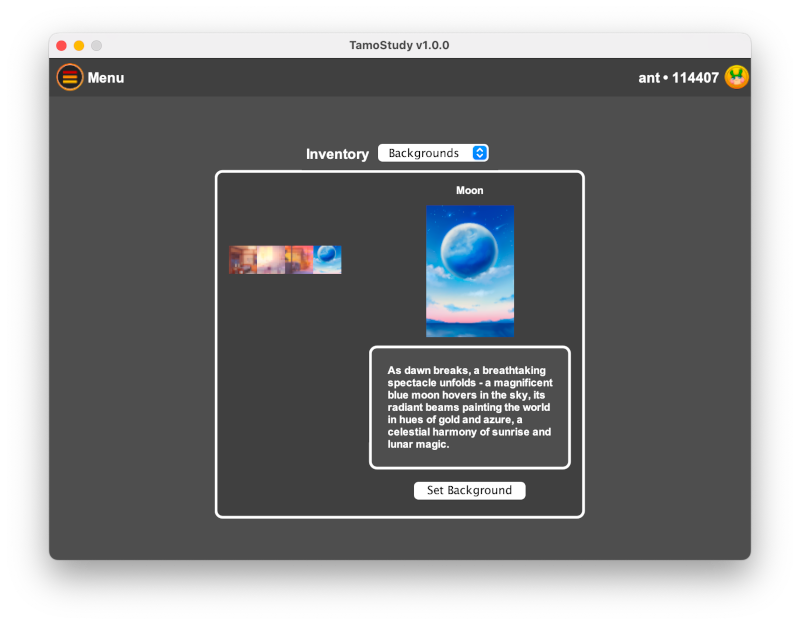 TamoStudy v1.0.0
Menu
ant • 114407
Inventory
Backgrounds
Moon
As dawn breaks, a breathtaking
spectacle unfolds - a magnificent
blue moon hovers in the sky, its
radiant beams painting the world
in hues of gold and azure, a
celestial harmony of sunrise and
lunar magic.
Set Background